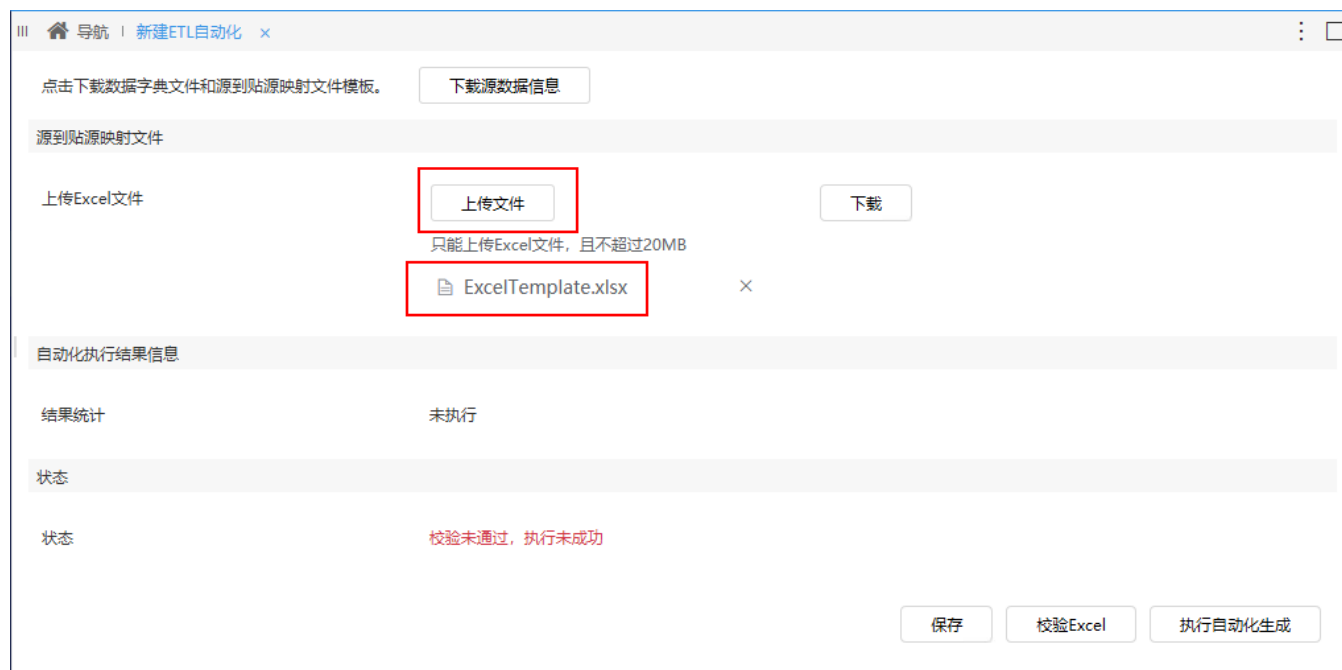 导航 新建ETL自动化 ×
点击下载数据字典文件和源到贴源映射文件模板。 下载源数据信息
源到贴源映射文件
上传Excel文件 上传文件 下载
只能上传Excel文件，且不超过20MB
ExcelTemplate.xlsx ×
自动化执行结果信息
结果统计 未执行
状态
状态 校验未通过，执行未成功
保存 校验Excel 执行自动化生成